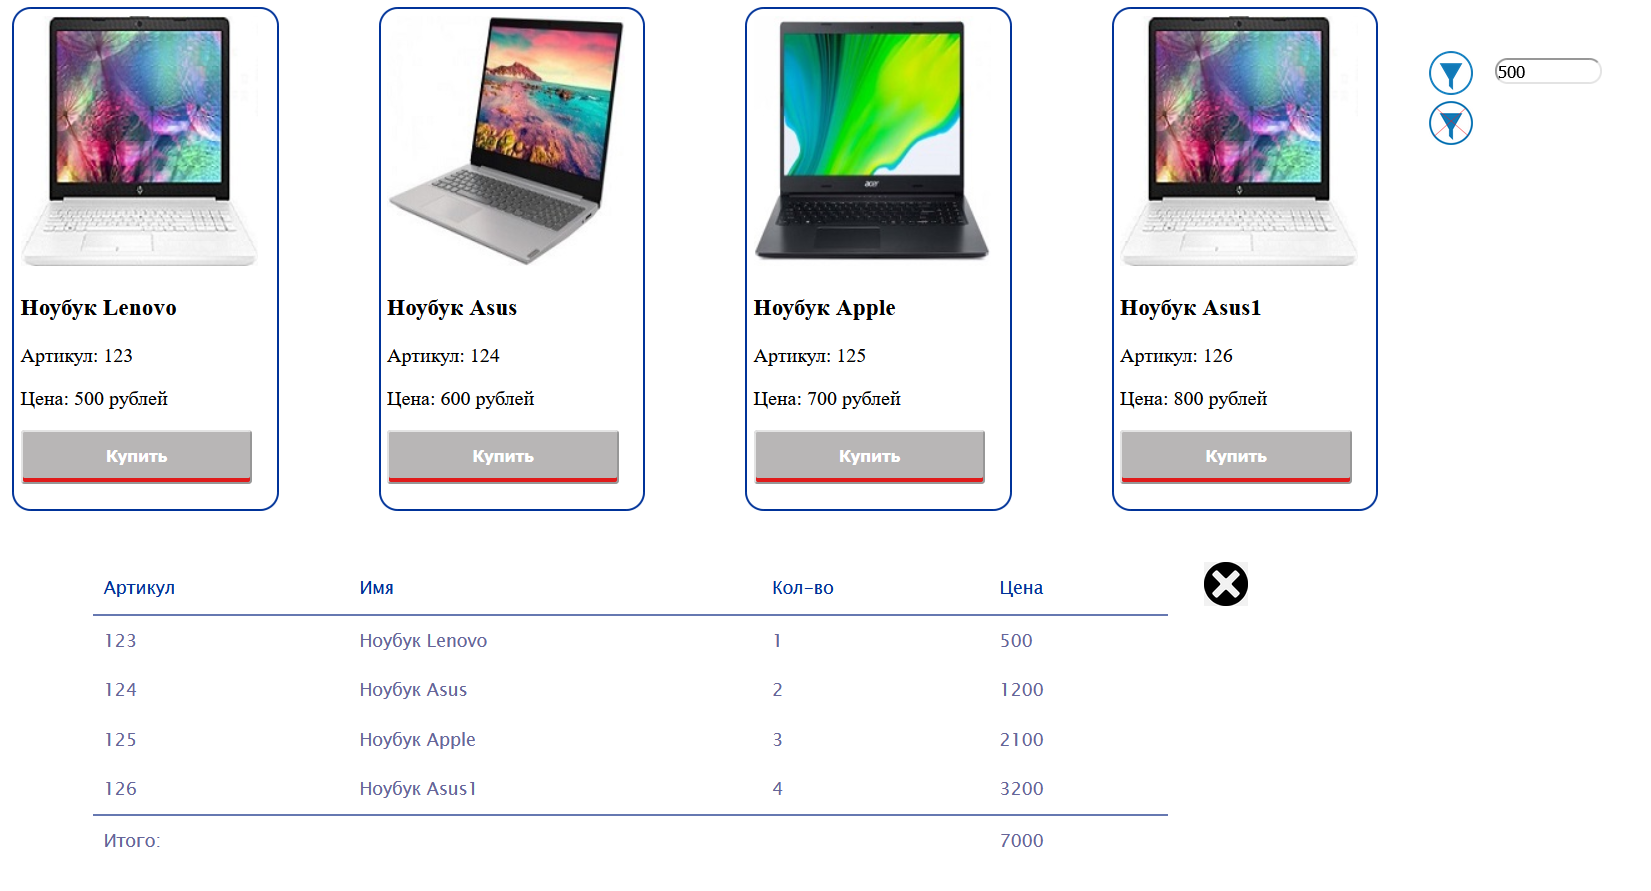 500
Ноубук Lenovo
Артикул: 123
Цена: 500 рублей
Купить
Ноубук Asus
Артикул: 124
Цена: 600 рублей
Купить
acer
Ноубук Apple
Артикул: 125
Цена: 700 рублей
Купить
Ноубук Asus1
Артикул: 126
Цена: 800 рублей
Купить
Артикул Имя Кол-во Цена
123 Ноубук Lenovo 1 500
124 Ноубук Asus 2 1200
125 Ноубук Apple 3 2100
126 Ноубук Asus1 4 3200
Итого: 7000